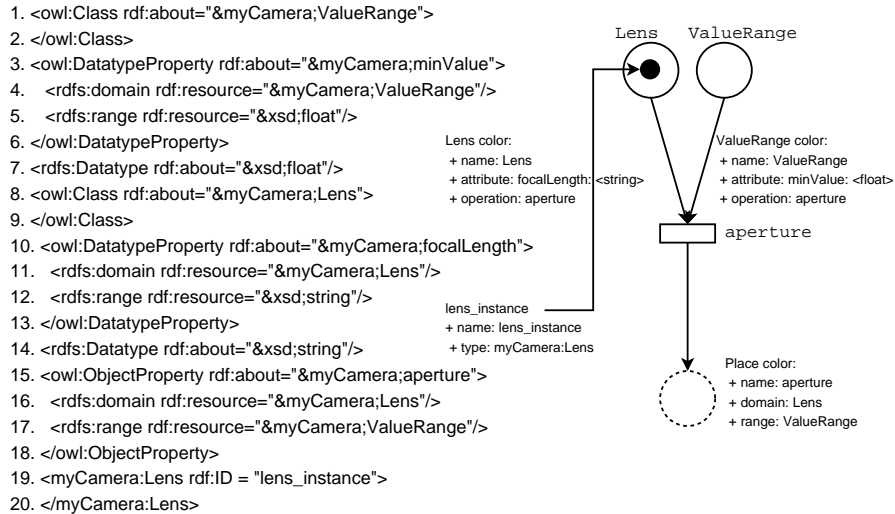 1. <owl:Class rdf:about="&myCamera;ValueRange">
2. </owl:Class>
3. <owl:DatatypeProperty rdf:about="&myCamera;minValue">
4. <rdfs:domain rdf:resource="&myCamera;ValueRange"/>
5. <rdfs:range rdf:resource="&xsd;float"/>
6. </owl:DatatypeProperty>
7. <rdfs:Datatype rdf:about="&xsd;float"/>
8. <owl:Class rdf:about="&myCamera;Lens">
9. </owl:Class>
10. <owl:DatatypeProperty rdf:about="&myCamera;focalLength">
11. <rdfs:domain rdf:resource="&myCamera;Lens"/>
12. <rdfs:range rdf:resource="&xsd;string"/>
13. </owl:DatatypeProperty>
14. <rdfs:Datatype rdf:about="&xsd;string"/>
15. <owl:ObjectProperty rdf:about="&myCamera;aperture">
16. <rdfs:domain rdf:resource="&myCamera;Lens"/>
17. <rdfs:range rdf:resource="&myCamera;ValueRange"/>
18. </owl:ObjectProperty>
19. <myCamera:Lens rdf:ID = "lens_instance">
20. </myCamera:Lens>
Lens
ValueRange
Lens color:
+ name: Lens
+ attribute: focalLength: <string>
+ operation: aperture
ValueRange color:
+ name: ValueRange
+ attribute: minValue: <float>
+ operation: aperture
aperture
lens_instance
+ name: lens_instance
+ type: myCamera:Lens
Place color:
+ name: aperture
+ domain: Lens
+ range: ValueRange